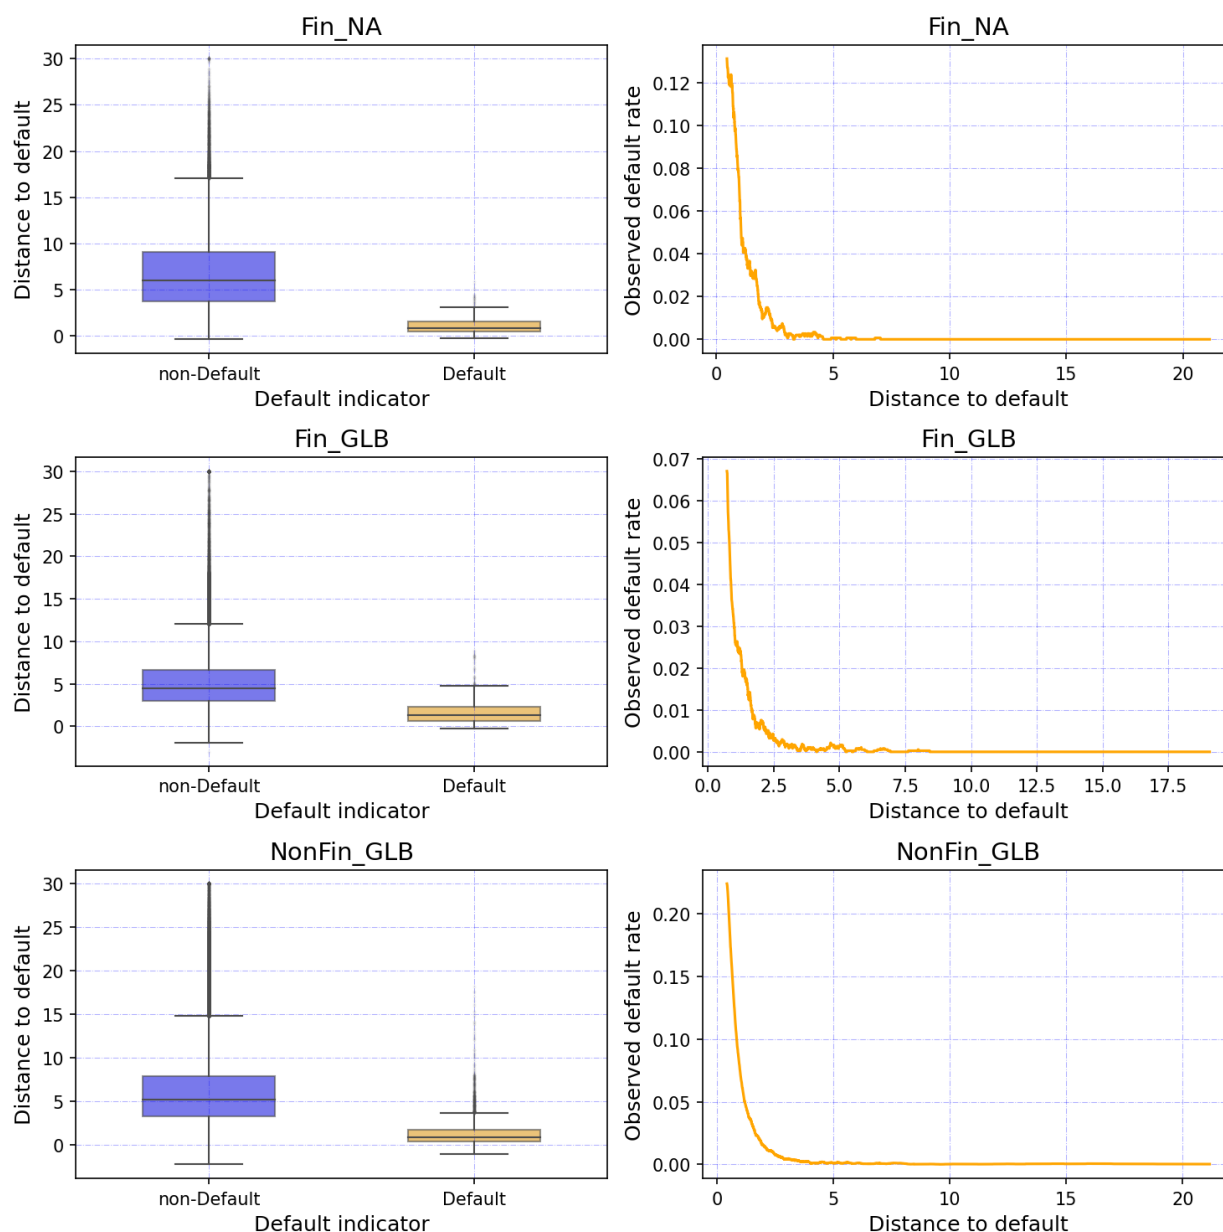 Fin_NA
Distance to default
30
25
20
15
10
5
0
non-Default Default
Default indicator
Fin_NA
Observed default rate
0.12
0.10
0.08
0.06
0.04
0.02
0.00
0 5 10 15 20
Distance to default
Fin_GLB
Distance to default
30
25
20
15
10
5
0
non-Default Default
Default indicator
Fin_GLB
Observed default rate
0.07
0.06
0.05
0.04
0.03
0.02
0.01
0.00
0.0 2.5 5.0 7.5 10.0 12.5 15.0 17.5
Distance to default
NonFin_GLB
Distance to default
30
25
20
15
10
5
0
non-Default Default
Default indicator
NonFin_GLB
Observed default rate
0.20
0.15
0.10
0.05
0.00
0 5 10 15 20
Distance to default